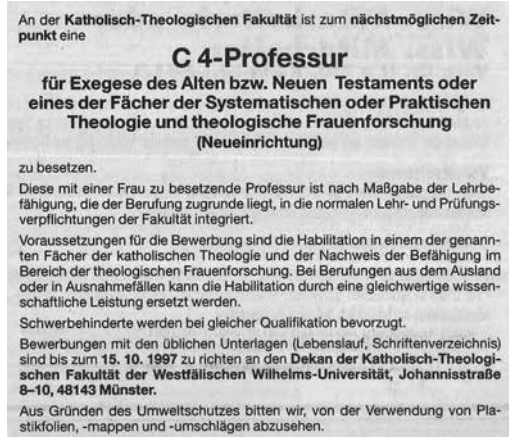 An der Katholisch-Theologischen Fakultät ist zum nächstmöglichen Zeit-
punkt eine
C 4-Professur
für Exegese des Alten bzw. Neuen Testaments oder
eines der Fächer der Systematischen oder Praktischen
Theologie und theologische Frauenforschung
(Neueinrichtung)
zu besetzen.
Diese mit einer Frau zu besetzende Professur ist nach Maßgabe der Lehrbe-
fähigung, die der Berufung zugrunde liegt, in die normalen Lehr- und Prüfungs-
verpflichtungen der Fakultät integriert.
Voraussetzungen für die Bewerbung sind die Habilitation in einem der genann-
ten Fächer der katholischen Theologie und der Nachweis der Befähigung im
Bereich der theologischen Frauenforschung. Bei Berufungen aus dem Ausland
oder in Ausnahmefällen kann die Habilitation durch eine gleichwertige wissen-
schaftliche Leistung ersetzt werden.
Schwerbehinderte werden bei gleicher Qualifikation bevorzugt.
Bewerbungen mit den üblichen Unterlagen (Lebenslauf, Schriftenverzeichnis)
sind bis zum 15. 10. 1997 zu richten an den Dekan der Katholisch-Theologi-
schen Fakultät der Westfälischen Wilhelms-Universität, Johannisstraße
8–10, 48143 Münster.
Aus Gründen des Umweltschutzes bitten wir, von der Verwendung von Pla-
stikfolien, -mappen und -umschlägen abzusehen.